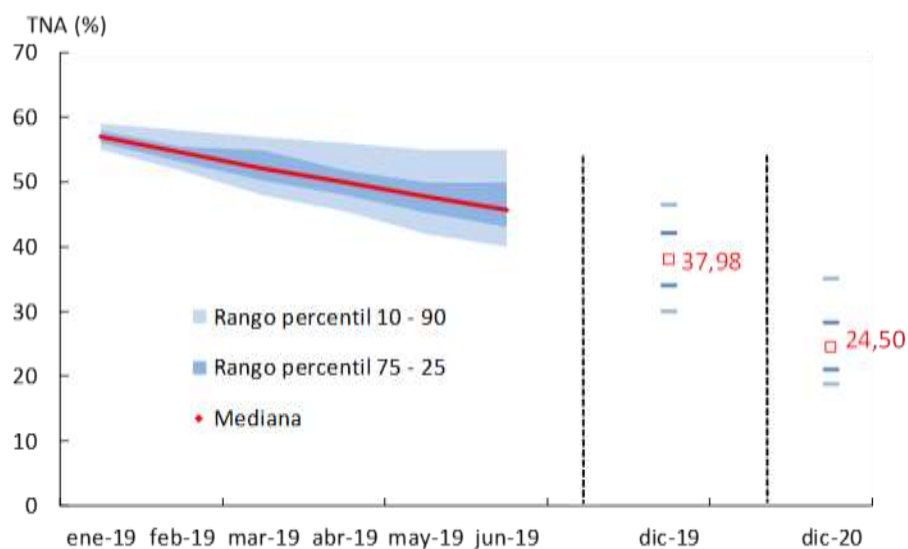 TNA (%)
70
60
50
40
30
20
10
0
37,98
24,50
Rango percentil 10 - 90
Rango percentil 75 - 25
Mediana
ene-19 feb-19 mar-19 abr-19 may-19 jun-19 dic-19 dic-20